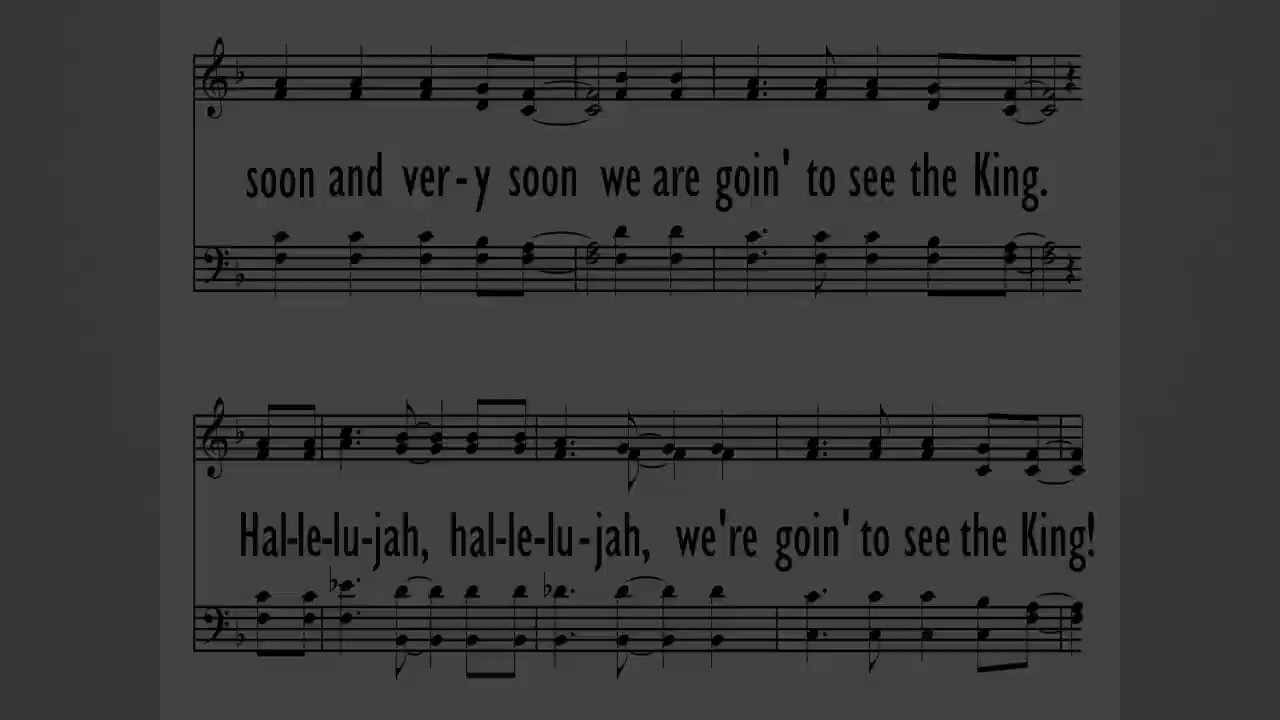 soon and ver-y soon we are goin' to see the King.
Hal-le-lu-jah, hal-le-lu-jah, we're goin' to see the King!